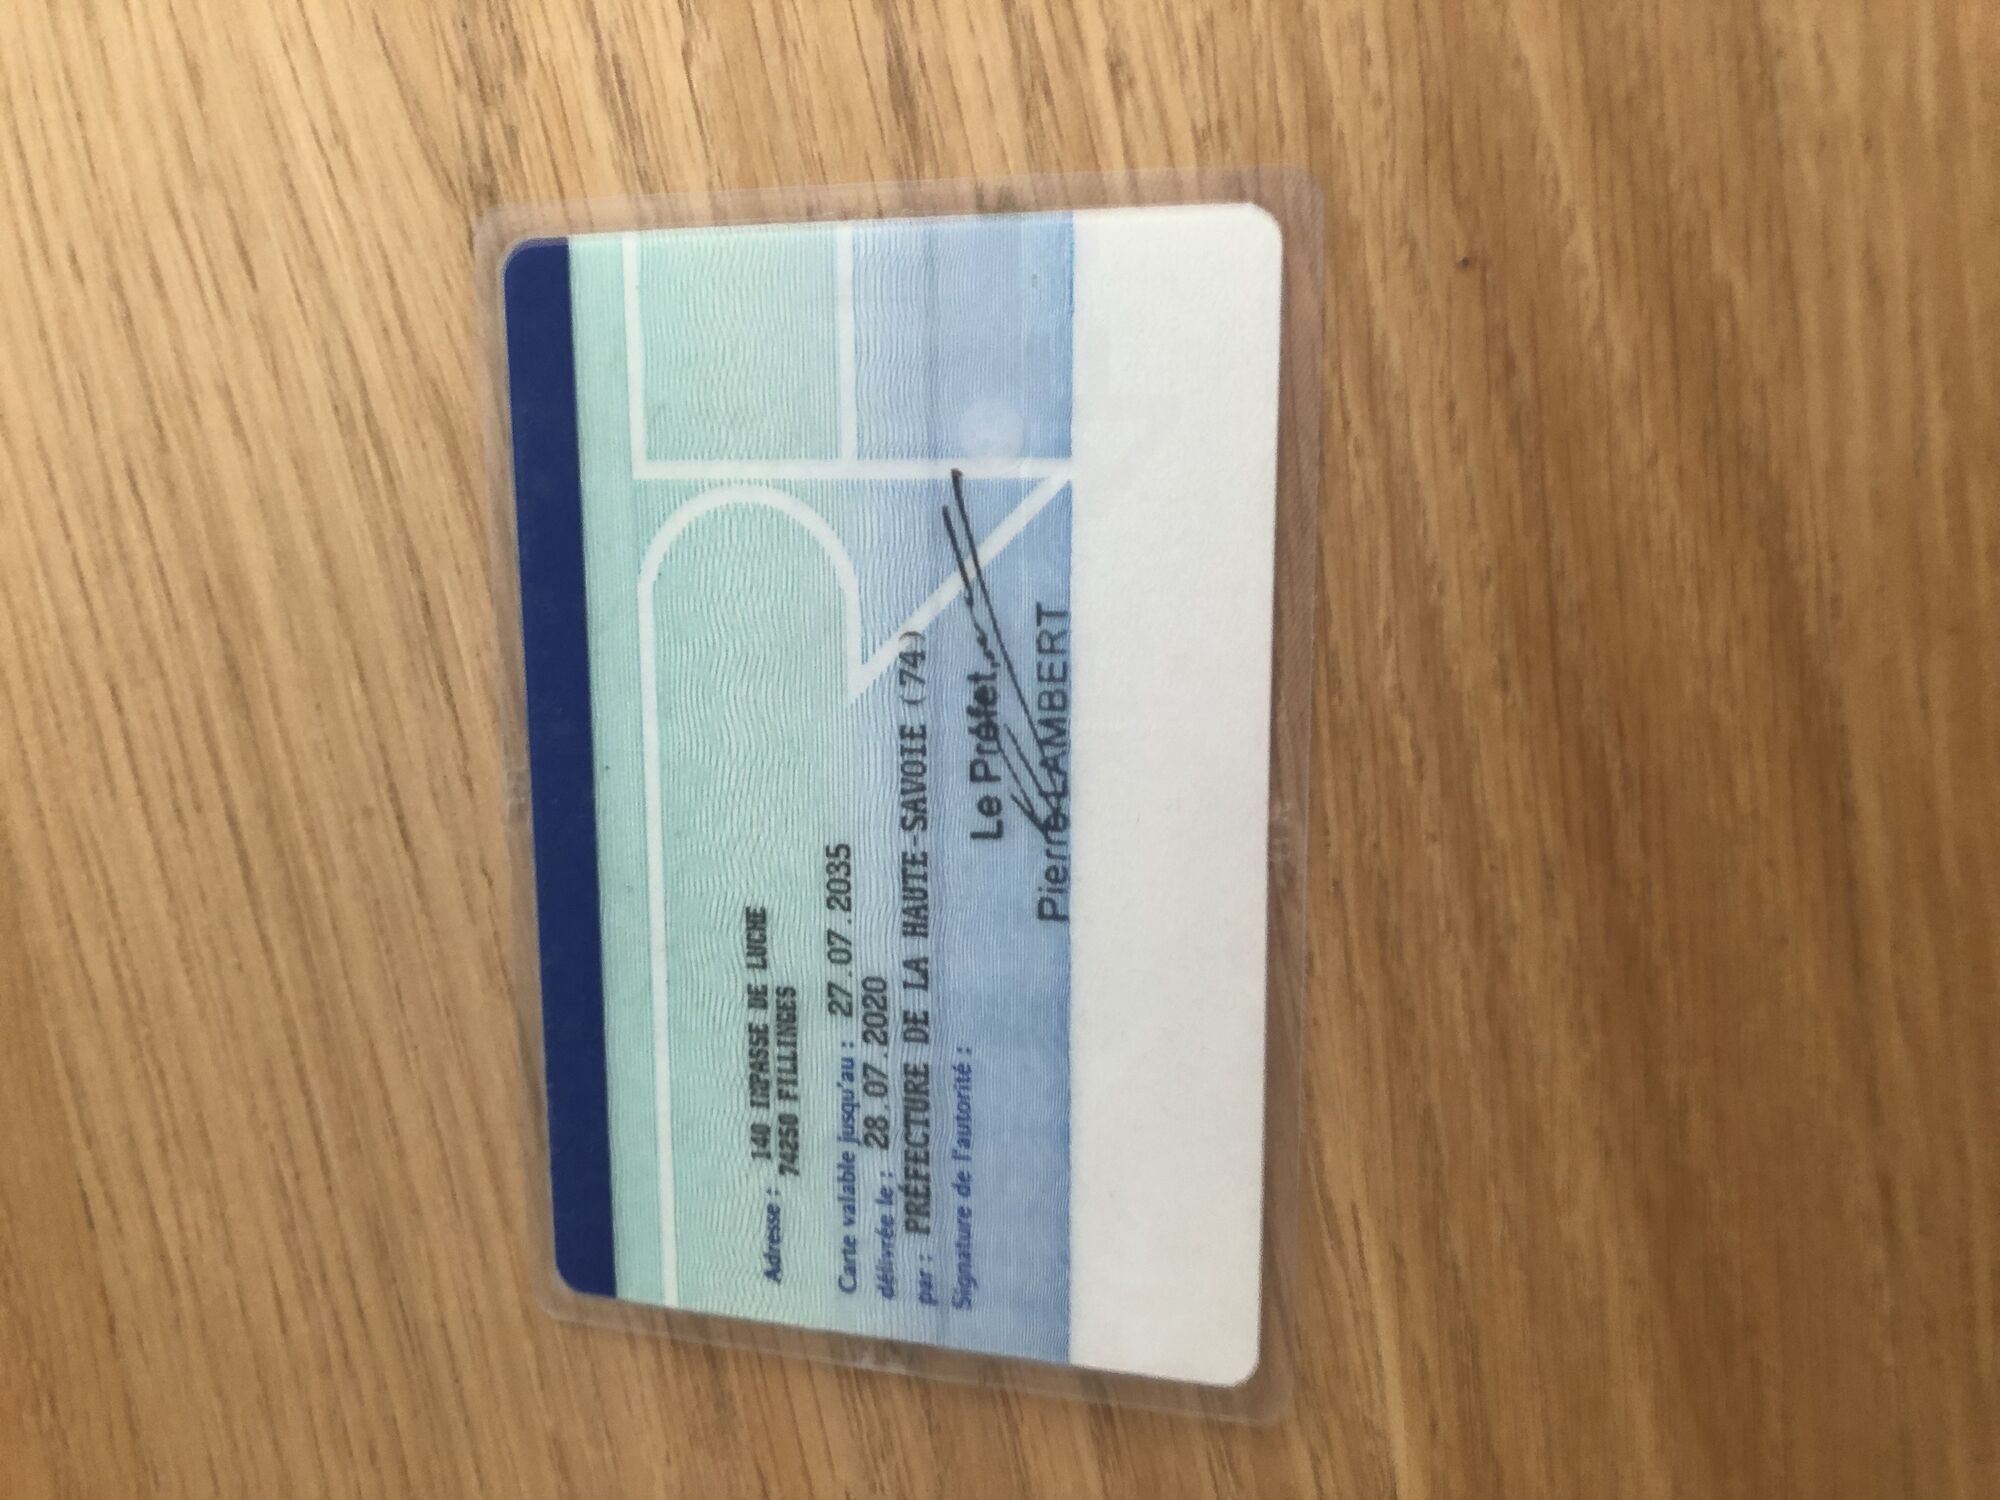 Adresse : 140 IMPASSE DE LUCHE
74250 FILLINGES
Carte valable jusqu'au : 27.07.2035
délivrée le : 28.07.2020
par : PRÉFECTURE DE LA HAUTE-SAVOIE (74)
Signature de l'autorité :
Le Préfet,
Pierre LAMBERT